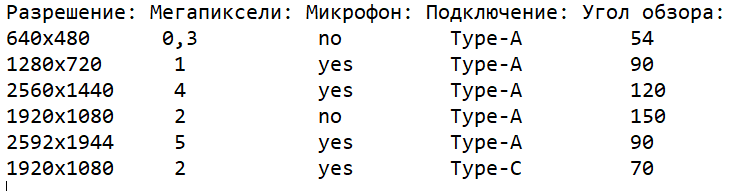 Разрешение: Мегапиксели: Микрофон: Подключение: Угол обзора:
640x480 0,3 no Type-A 54
1280x720 1 yes Type-A 90
2560x1440 4 yes Type-A 120
1920x1080 2 no Type-A 150
2592x1944 5 yes Type-A 90
1920x1080 2 yes Type-C 70